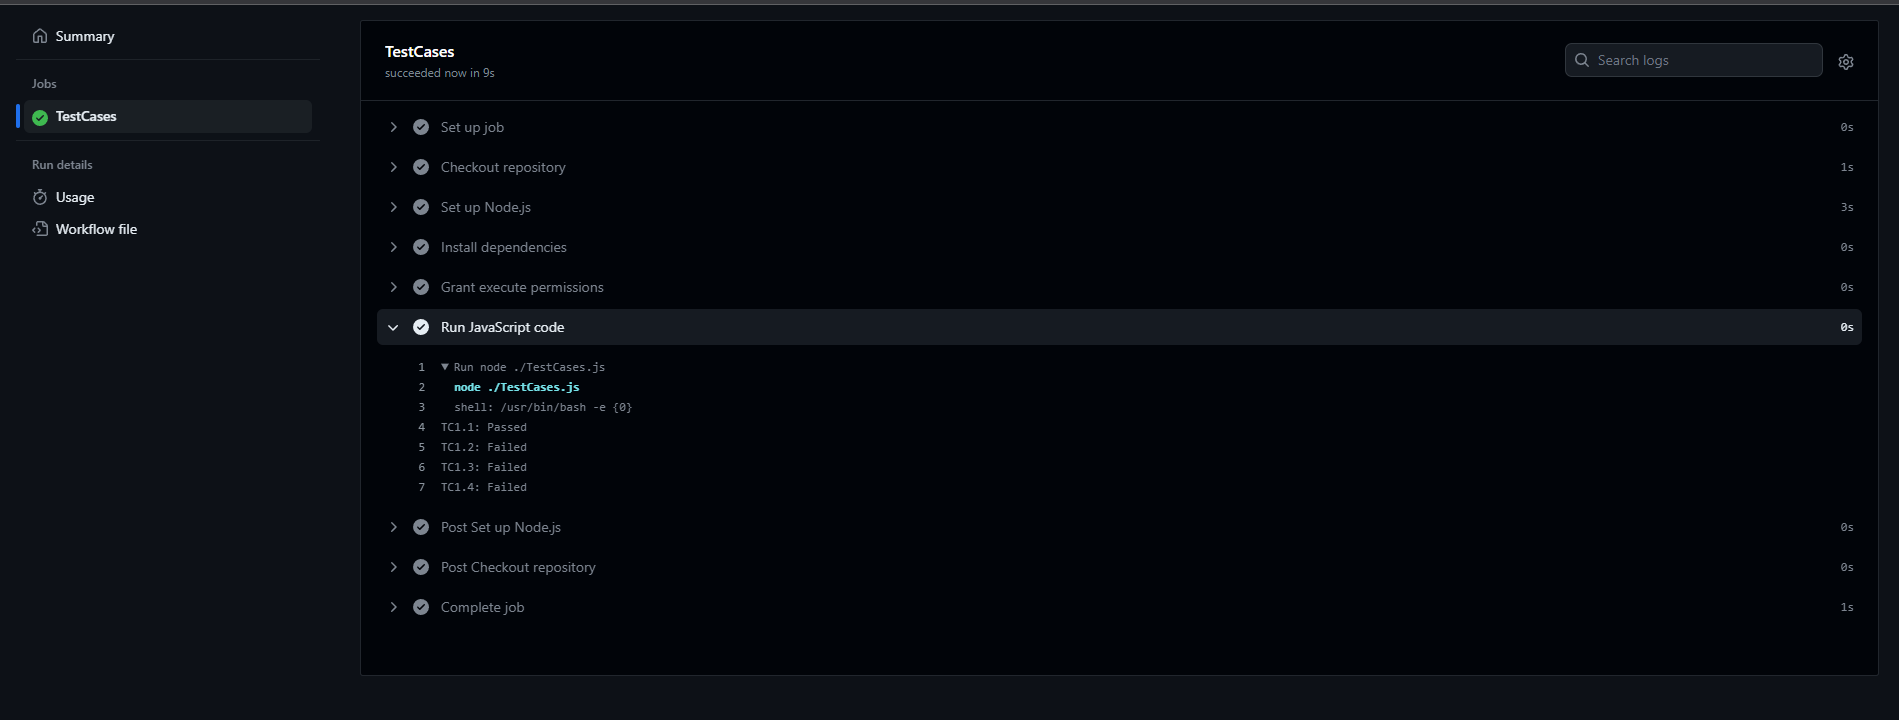 Summary
Jobs
TestCases
Run details
Usage
Workflow file
TestCases
succeeded now in 9s
Search logs
Set up job 0s
Checkout repository 1s
Set up Node.js 3s
Install dependencies 0s
Grant execute permissions 0s
Run JavaScript code 0s
1 Run node ./TestCases.js
2 node ./TestCases.js
3 shell: /usr/bin/bash -e {0}
4 TC1.1: Passed
5 TC1.2: Failed
6 TC1.3: Failed
7 TC1.4: Failed
Post Set up Node.js 0s
Post Checkout repository 0s
Complete job 1s